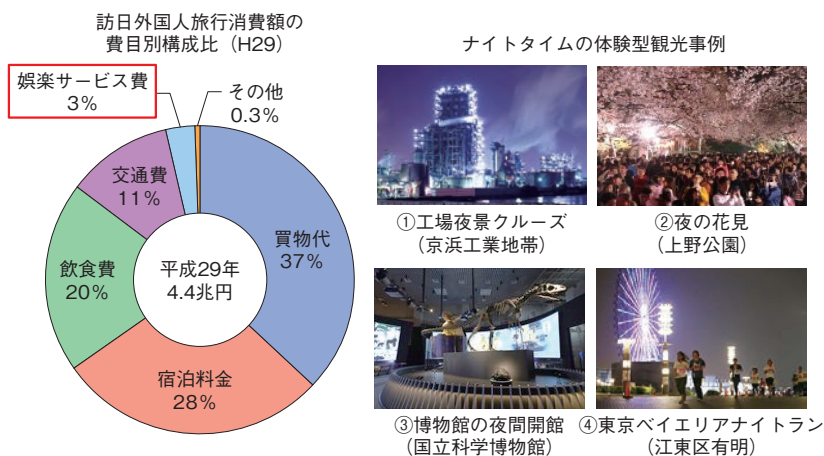 訪日外国人旅行消費額の
費目別構成比（H29）
娯楽サービス費
3%
その他
0.3%
交通費
11%
買物代
37%
飲食費
20%
平成29年
4.4兆円
宿泊料金
28%
ナイトタイムの体験型観光事例
①工場夜景クルーズ
（京浜工業地帯）
②夜の花見
（上野公園）
③博物館の夜間開館
（国立科学博物館）
④東京ベイエリアナイトラン
（江東区有明）